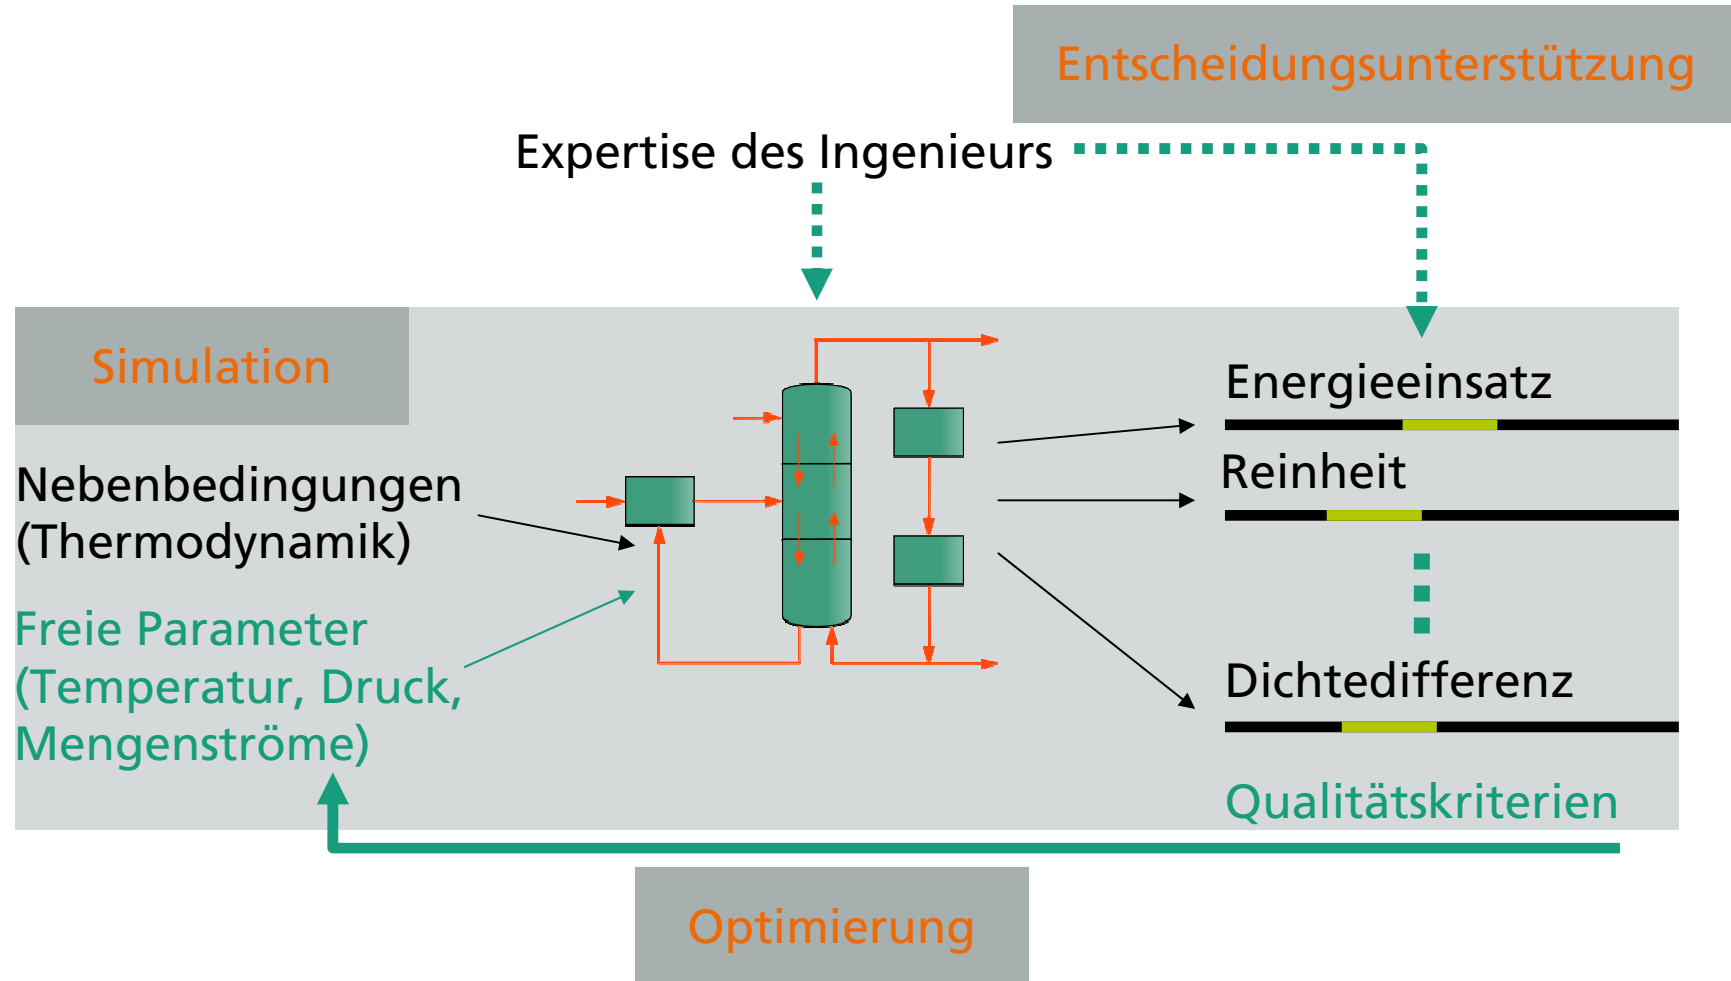 Entscheidungsunterstützung
Expertise des Ingenieurs
Simulation
Nebenbedingungen
(Thermodynamik)
Freie Parameter
(Temperatur, Druck,
Mengenströme)
Energieeinsatz
Reinheit
Dichtedifferenz
Qualitätskriterien
Optimierung